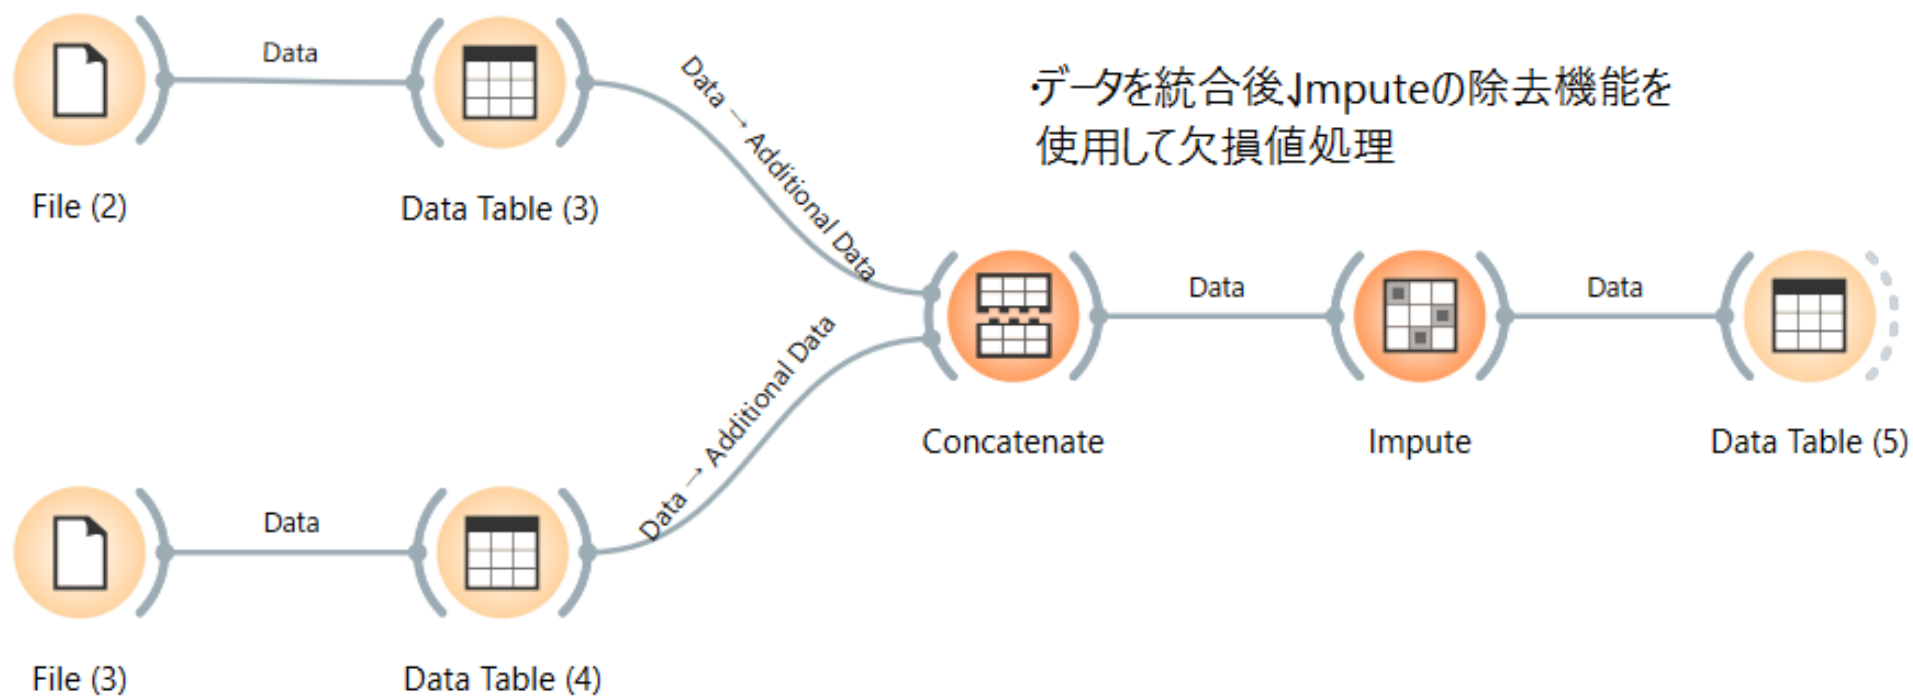 Data
Data
File (2)
Data Table (3)
Data → Additional Data
・データを統合後、Imputeの除去機能を
使用して欠損値処理
Data → Additional Data
Data
Data
Concatenate
Impute
Data Table (5)
Data
File (3)
Data Table (4)